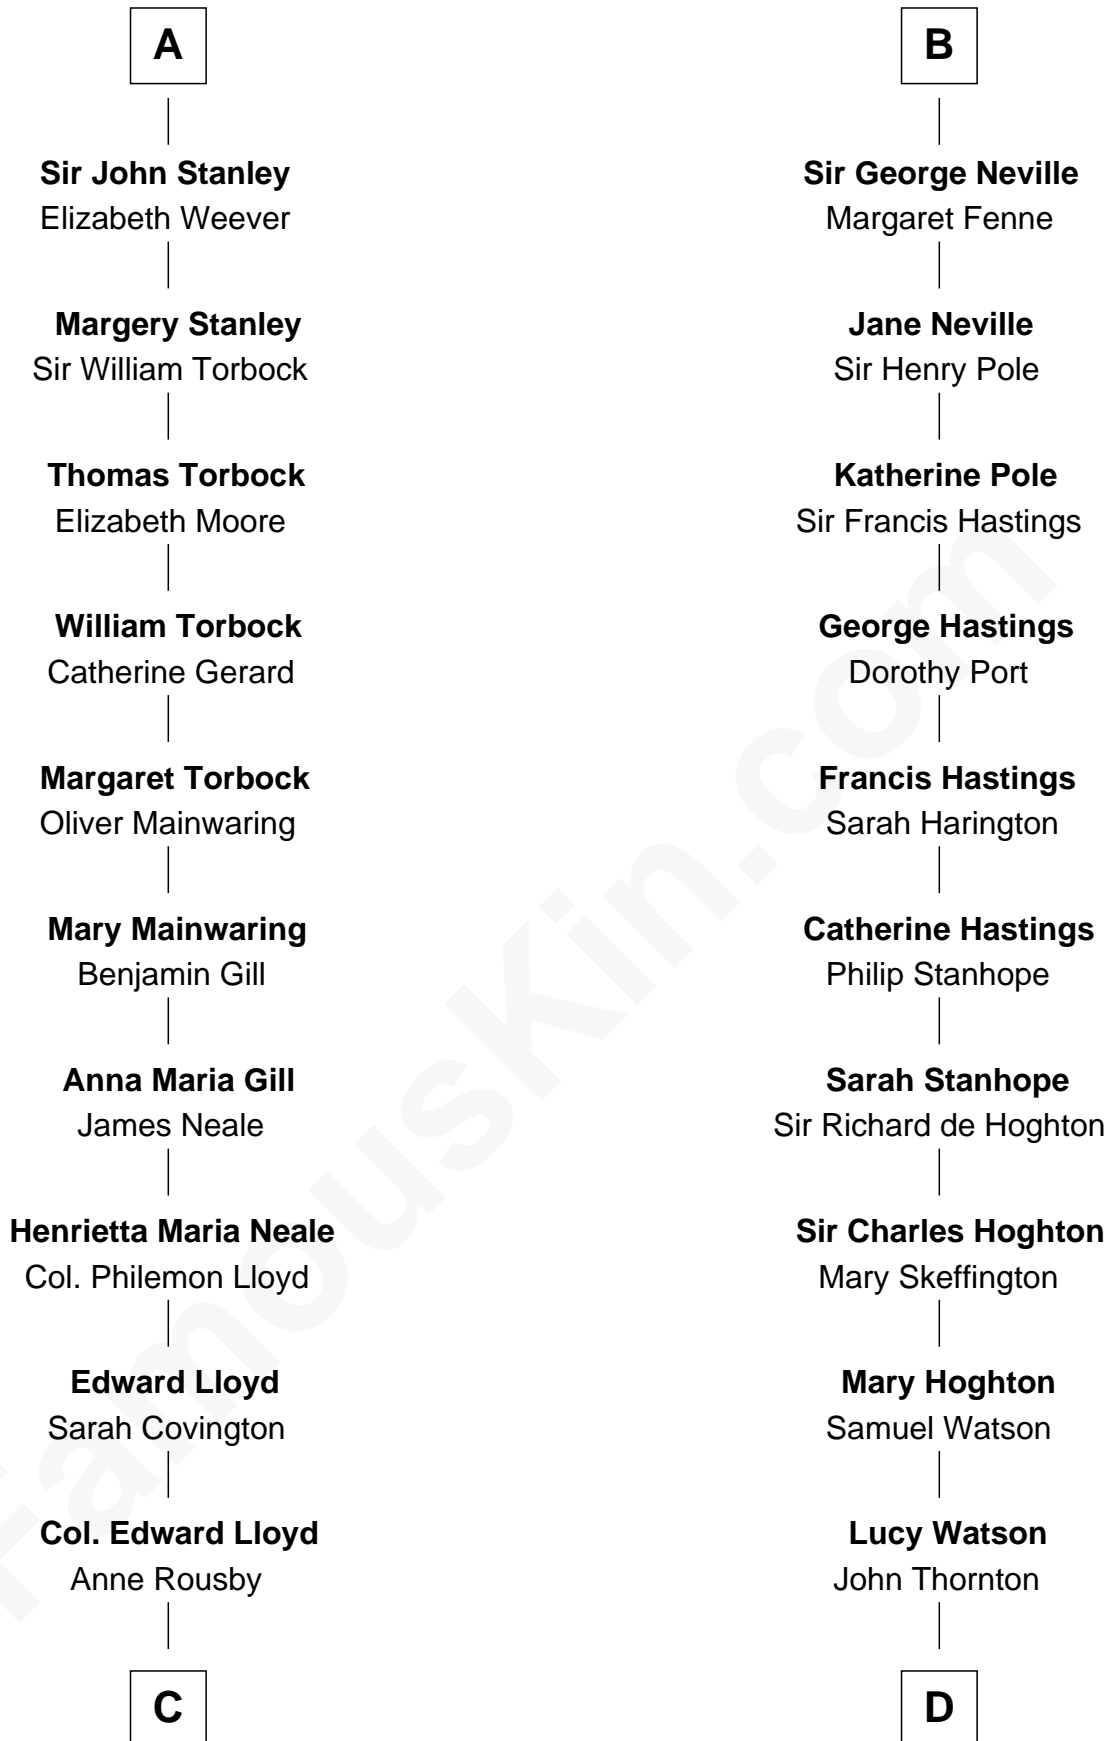 A
Sir John Stanley
Elizabeth Weever
Margery Stanley
Sir William Torbock
Thomas Torbock
Elizabeth Moore
William Torbock
Catherine Gerard
Margaret Torbock
Oliver Mainwaring
Mary Mainwaring
Benjamin Gill
Anna Maria Gill
James Neale
Henrietta Maria Neale
Col. Philemon Lloyd
Edward Lloyd
Sarah Covington
Col. Edward Lloyd
Anne Rousby
C
B
Sir George Neville
Margaret Fenne
Jane Neville
Sir Henry Pole
Katherine Pole
Sir Francis Hastings
George Hastings
Dorothy Port
Francis Hastings
Sarah Harington
Catherine Hastings
Philip Stanhope
Sarah Stanhope
Sir Richard de Hoghton
Sir Charles Hoghton
Mary Skeffington
Mary Hoghton
Samuel Watson
Lucy Watson
John Thornton
D
FamousKin.com